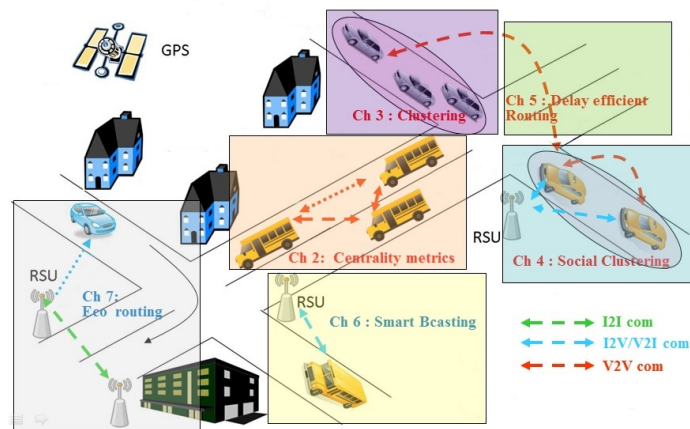 GPS
Ch 3 : Clustering
Ch 5 : Delay efficient
Routing
Ch 2: Centrality metrics
RSU
Ch 4 : Social Clustering
RSU
Ch 7:
Eco routing
RSU
Ch 6 : Smart Bcasting
I2I com
I2V/V2I com
V2V com